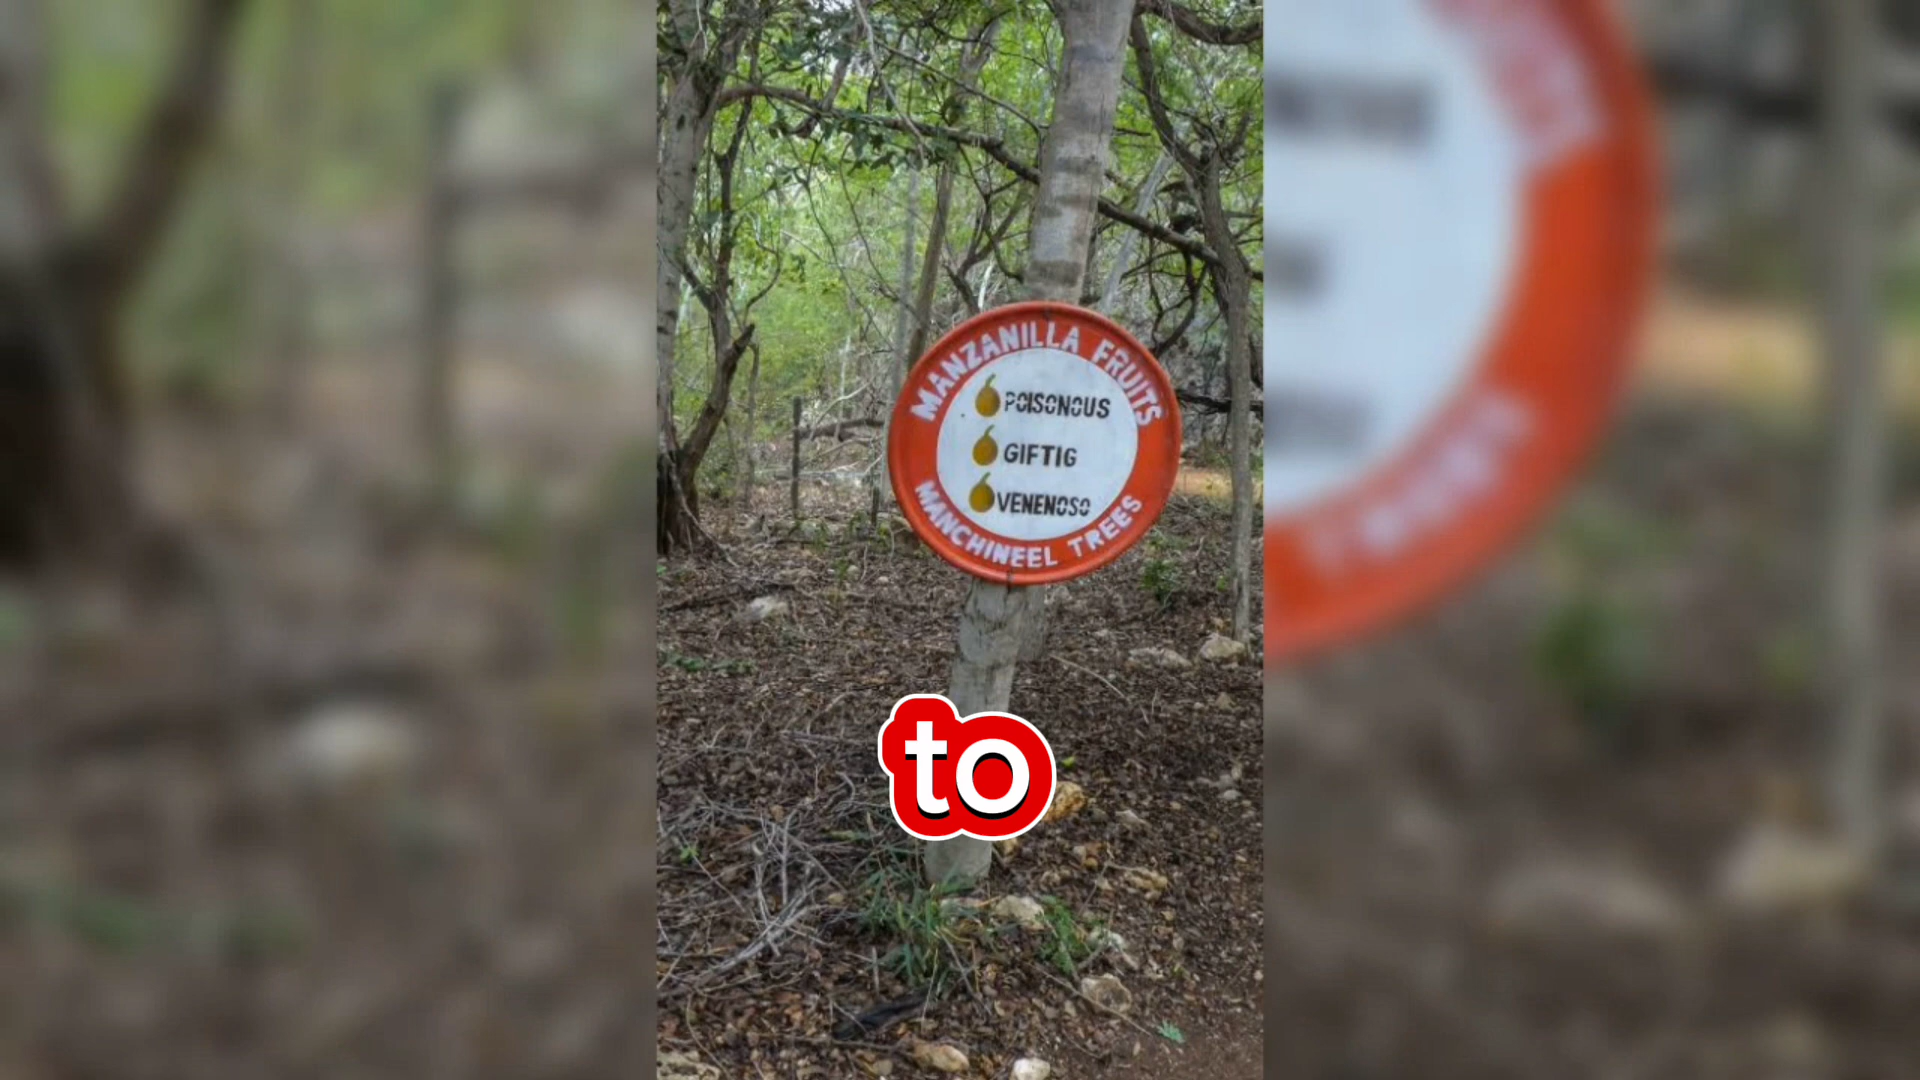 MANZANILLA FRUITS
POISONOUS
GIFTIG
VENENOSO
MANCHINEEL TREES
to